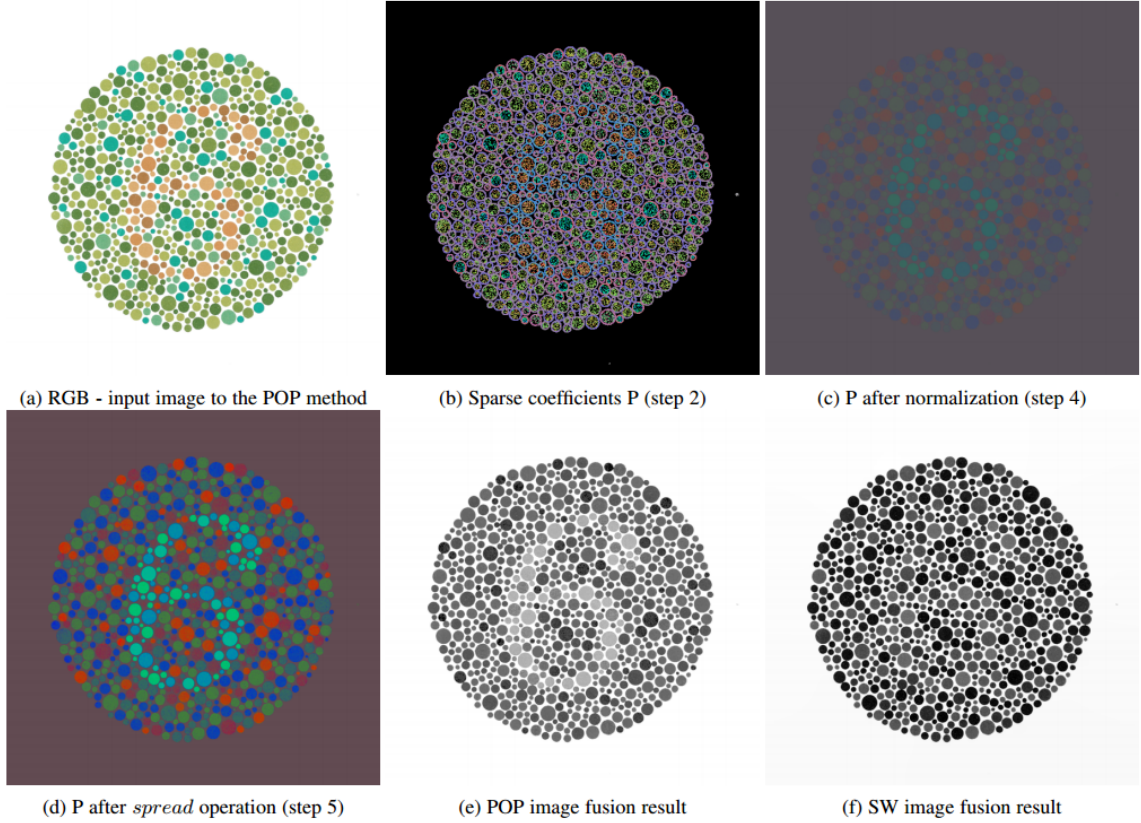 (a) RGB - input image to the POP method
(b) Sparse coefficients P (step 2)
(c) P after normalization (step 4)
(d) P after spread operation (step 5)
(e) POP image fusion result
(f) SW image fusion result